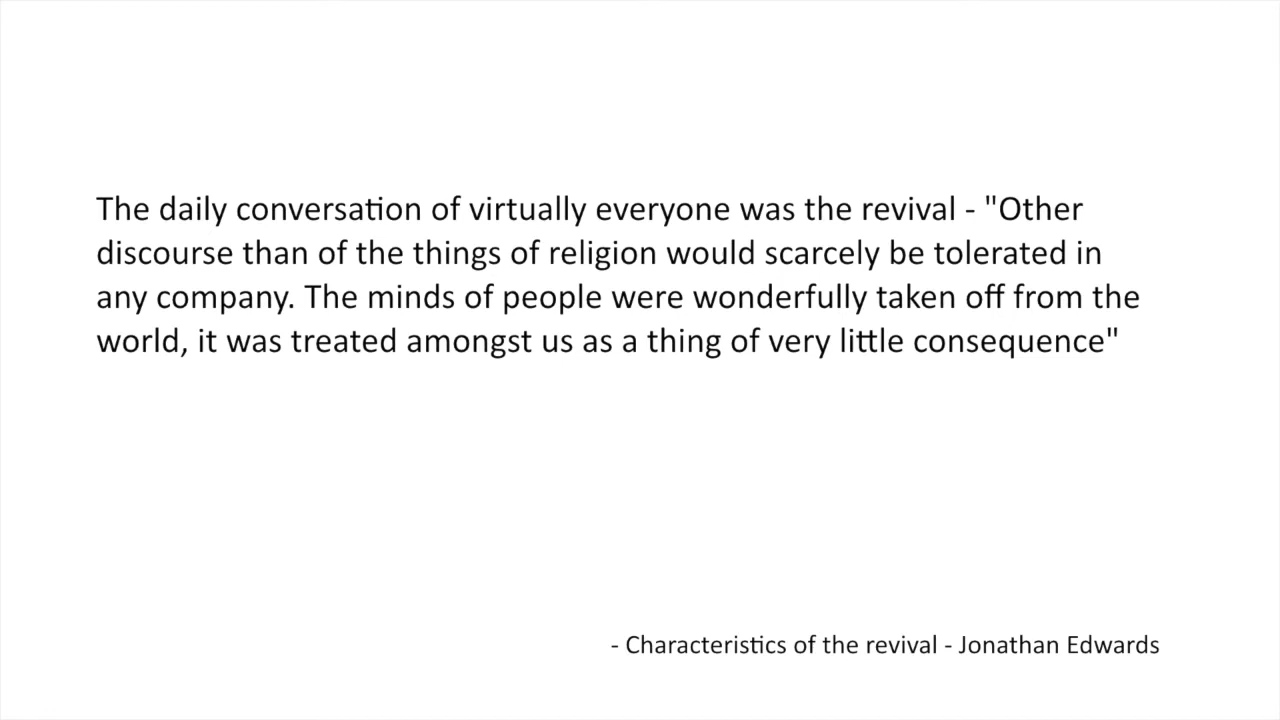 The daily conversation of virtually everyone was the revival - "Other
discourse than of the things of religion would scarcely be tolerated in
any company. The minds of people were wonderfully taken off from the
world, it was treated amongst us as a thing of very little consequence"
- Characteristics of the revival - Jonathan Edwards